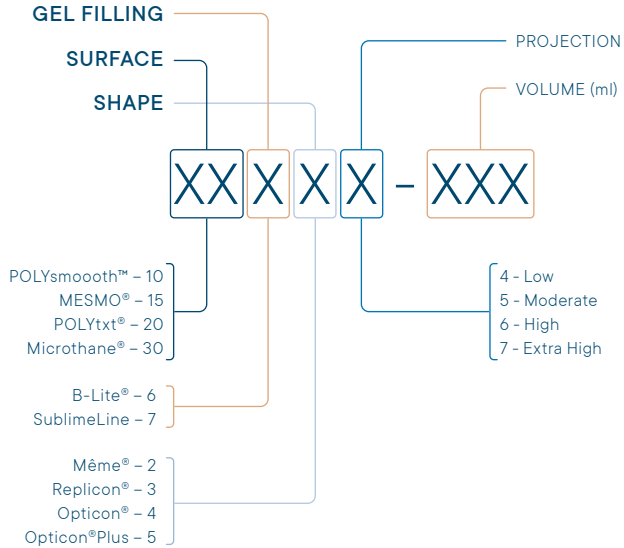 GEL FILLING
SURFACE
SHAPE
PROJECTION
VOLUME (ml)
XX X X X – XXX
POLYsmoooth™ – 10
MESMO® – 15
POLYtxt® – 20
Microthane® – 30
4 - Low
5 - Moderate
6 - High
7 - Extra High
B-Lite® – 6
SublimeLine – 7
Même® – 2
Replicon® – 3
Opticon® – 4
Opticon®Plus – 5